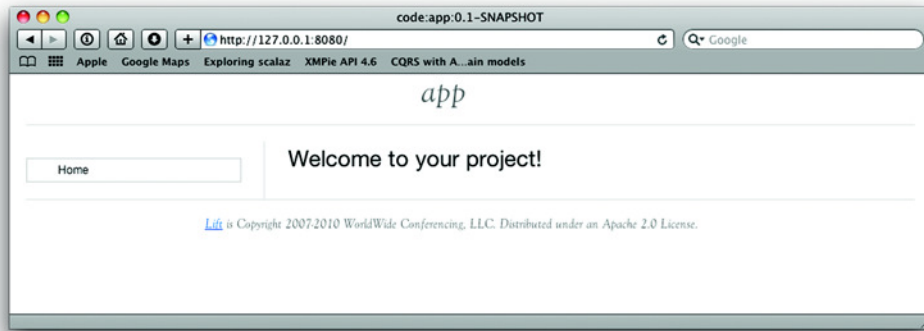 code:app:0.1-SNAPSHOT
http://127.0.0.1:8080/
Google
Apple Google Maps Exploring scalaz XMPie API 4.6 CQRS with A...ain models
app
Home
Welcome to your project!
Lift is Copyright 2007-2010 WorldWide Conferencing, LLC. Distributed under an Apache 2.0 License.